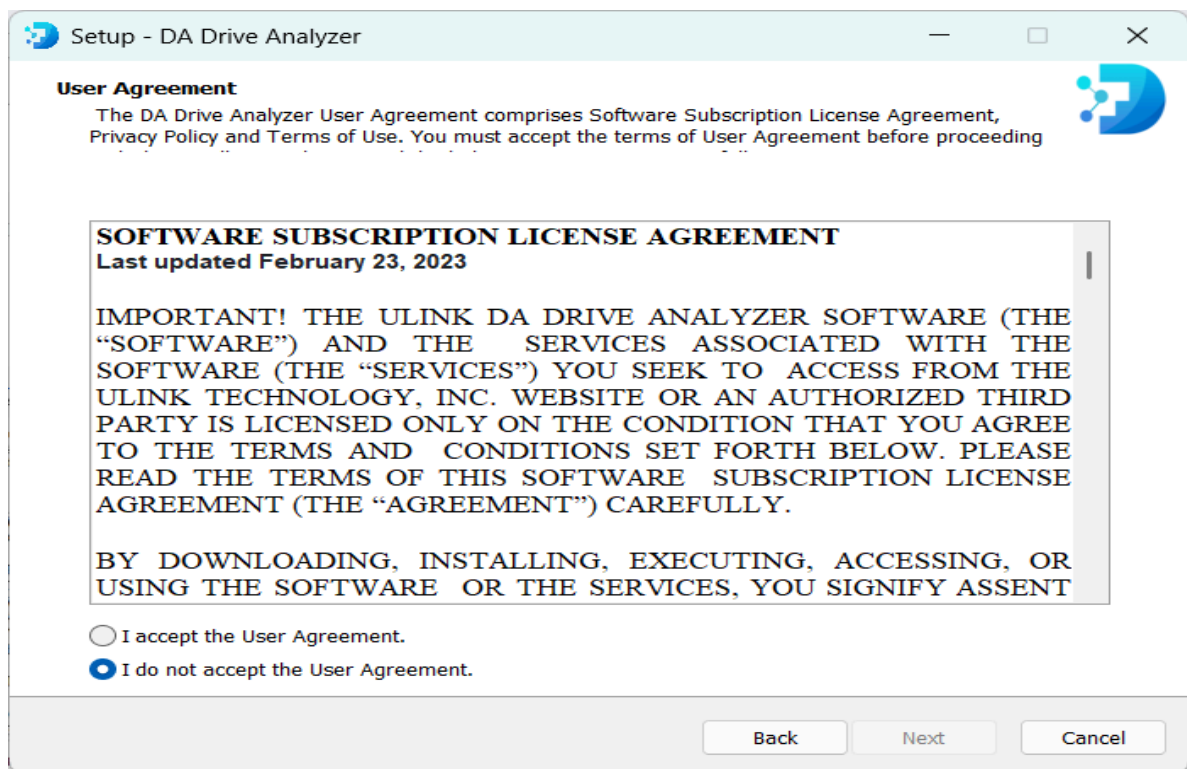 Setup - DA Drive Analyzer
User Agreement
The DA Drive Analyzer User Agreement comprises Software Subscription License Agreement,
Privacy Policy and Terms of Use. You must accept the terms of User Agreement before proceeding
SOFTWARE SUBSCRIPTION LICENSE AGREEMENT
Last updated February 23, 2023
IMPORTANT! THE ULINK DA DRIVE ANALYZER SOFTWARE (THE
“SOFTWARE”) AND THE SERVICES ASSOCIATED WITH THE
SOFTWARE (THE “SERVICES”) YOU SEEK TO ACCESS FROM THE
ULINK TECHNOLOGY, INC. WEBSITE OR AN AUTHORIZED THIRD
PARTY IS LICENSED ONLY ON THE CONDITION THAT YOU AGREE
TO THE TERMS AND CONDITIONS SET FORTH BELOW. PLEASE
READ THE TERMS OF THIS SOFTWARE SUBSCRIPTION LICENSE
AGREEMENT (THE “AGREEMENT”) CAREFULLY.
BY DOWNLOADING, INSTALLING, EXECUTING, ACCESSING, OR
USING THE SOFTWARE OR THE SERVICES, YOU SIGNIFY ASSENT
I accept the User Agreement.
I do not accept the User Agreement.
Back
Next
Cancel